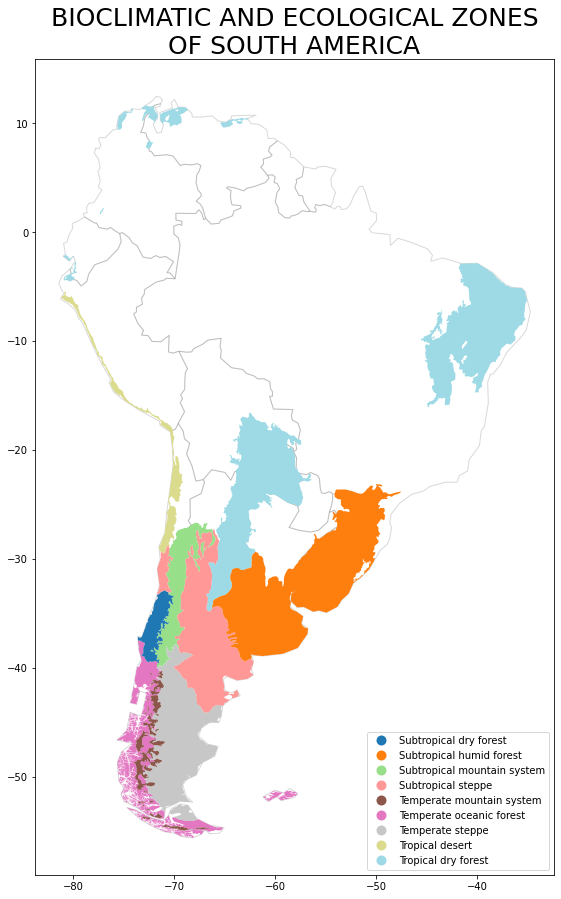 BIOCLIMATIC AND ECOLOGICAL ZONES
OF SOUTH AMERICA
10
0
−10
−20
−30
−40
−50
−80
−70
−60
−50
−40
Subtropical dry forest
Subtropical humid forest
Subtropical mountain system
Subtropical steppe
Temperate mountain system
Temperate oceanic forest
Temperate steppe
Tropical desert
Tropical dry forest